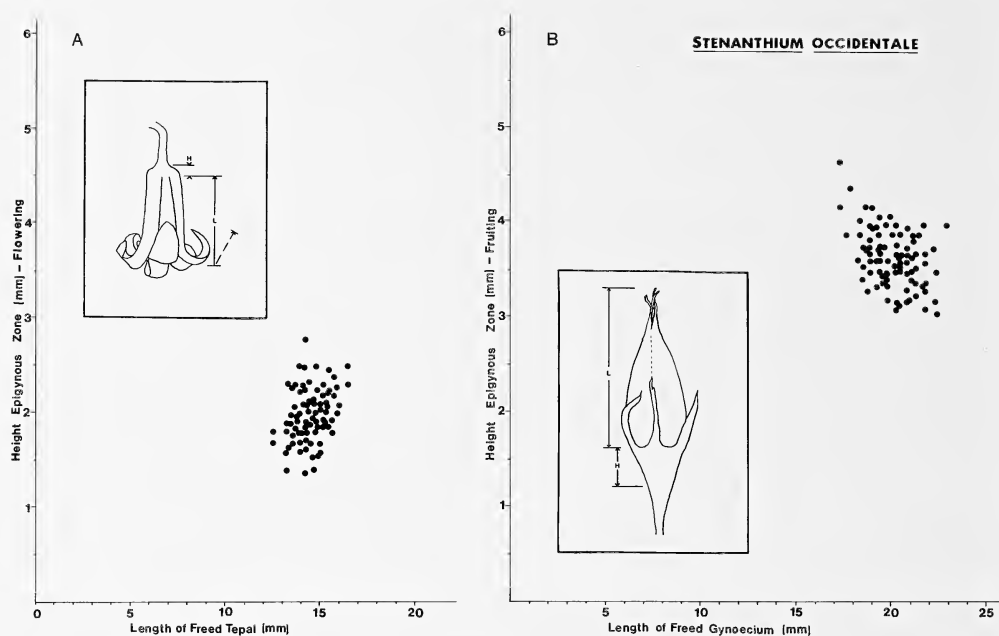 A
6
5
4
3
2
1
Height Epigynous Zone (mm) – Flowering
H
L
0
5
10
15
20
Length of Freed Tepal (mm)
B
STENANTHIUM OCCIDENTALE
6
5
4
3
2
1
Height Epigynous Zone (mm) – Fruiting
L
H
5
10
15
20
25
Length of Freed Gynoecium (mm)